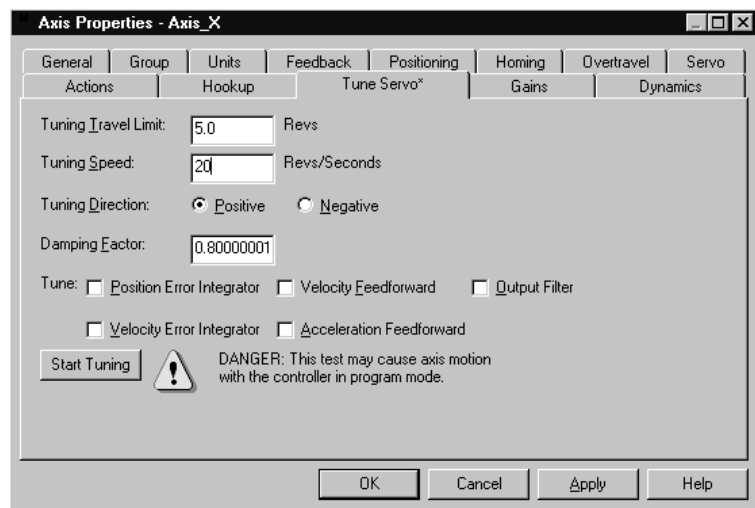 Axis Properties - Axis_X
General Group Units Feedback Positioning Homing Overtravel Servo
Actions Hookup Tune Servo* Gains Dynamics
Tuning Travel Limit: 5.0 Revs
Tuning Speed: 20 Revs/Seconds
Tuning Direction: Positive Negative
Damping Factor: 0.80000001
Tune: Position Error Integrator Velocity Feedforward Output Filter
Velocity Error Integrator Acceleration Feedforward
Start Tuning ! DANGER: This test may cause axis motion
with the controller in program mode.
OK Cancel Apply Help